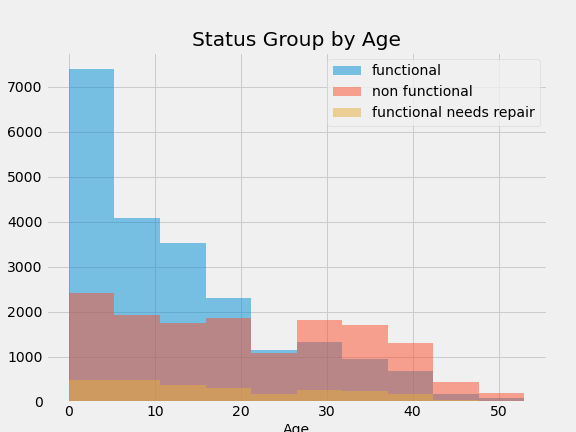 Status Group by Age
functional
non functional
functional needs repair
7000
6000
5000
4000
3000
2000
1000
0
0 10 20 30 40 50
Age